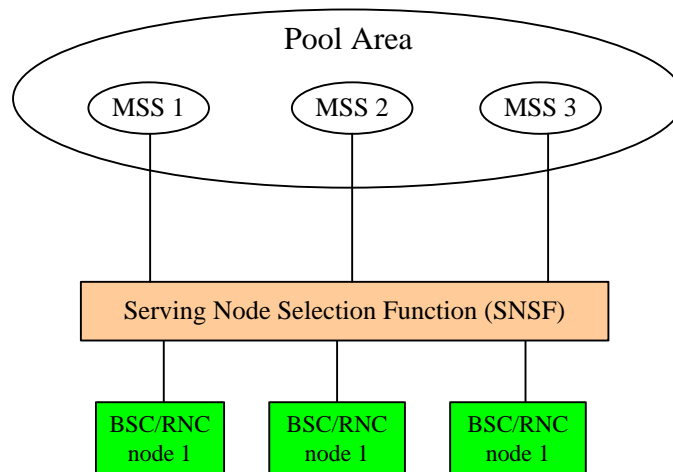 Pool Area
MSS 1
MSS 2
MSS 3
Serving Node Selection Function (SNSF)
BSC/RNC
node 1
BSC/RNC
node 1
BSC/RNC
node 1